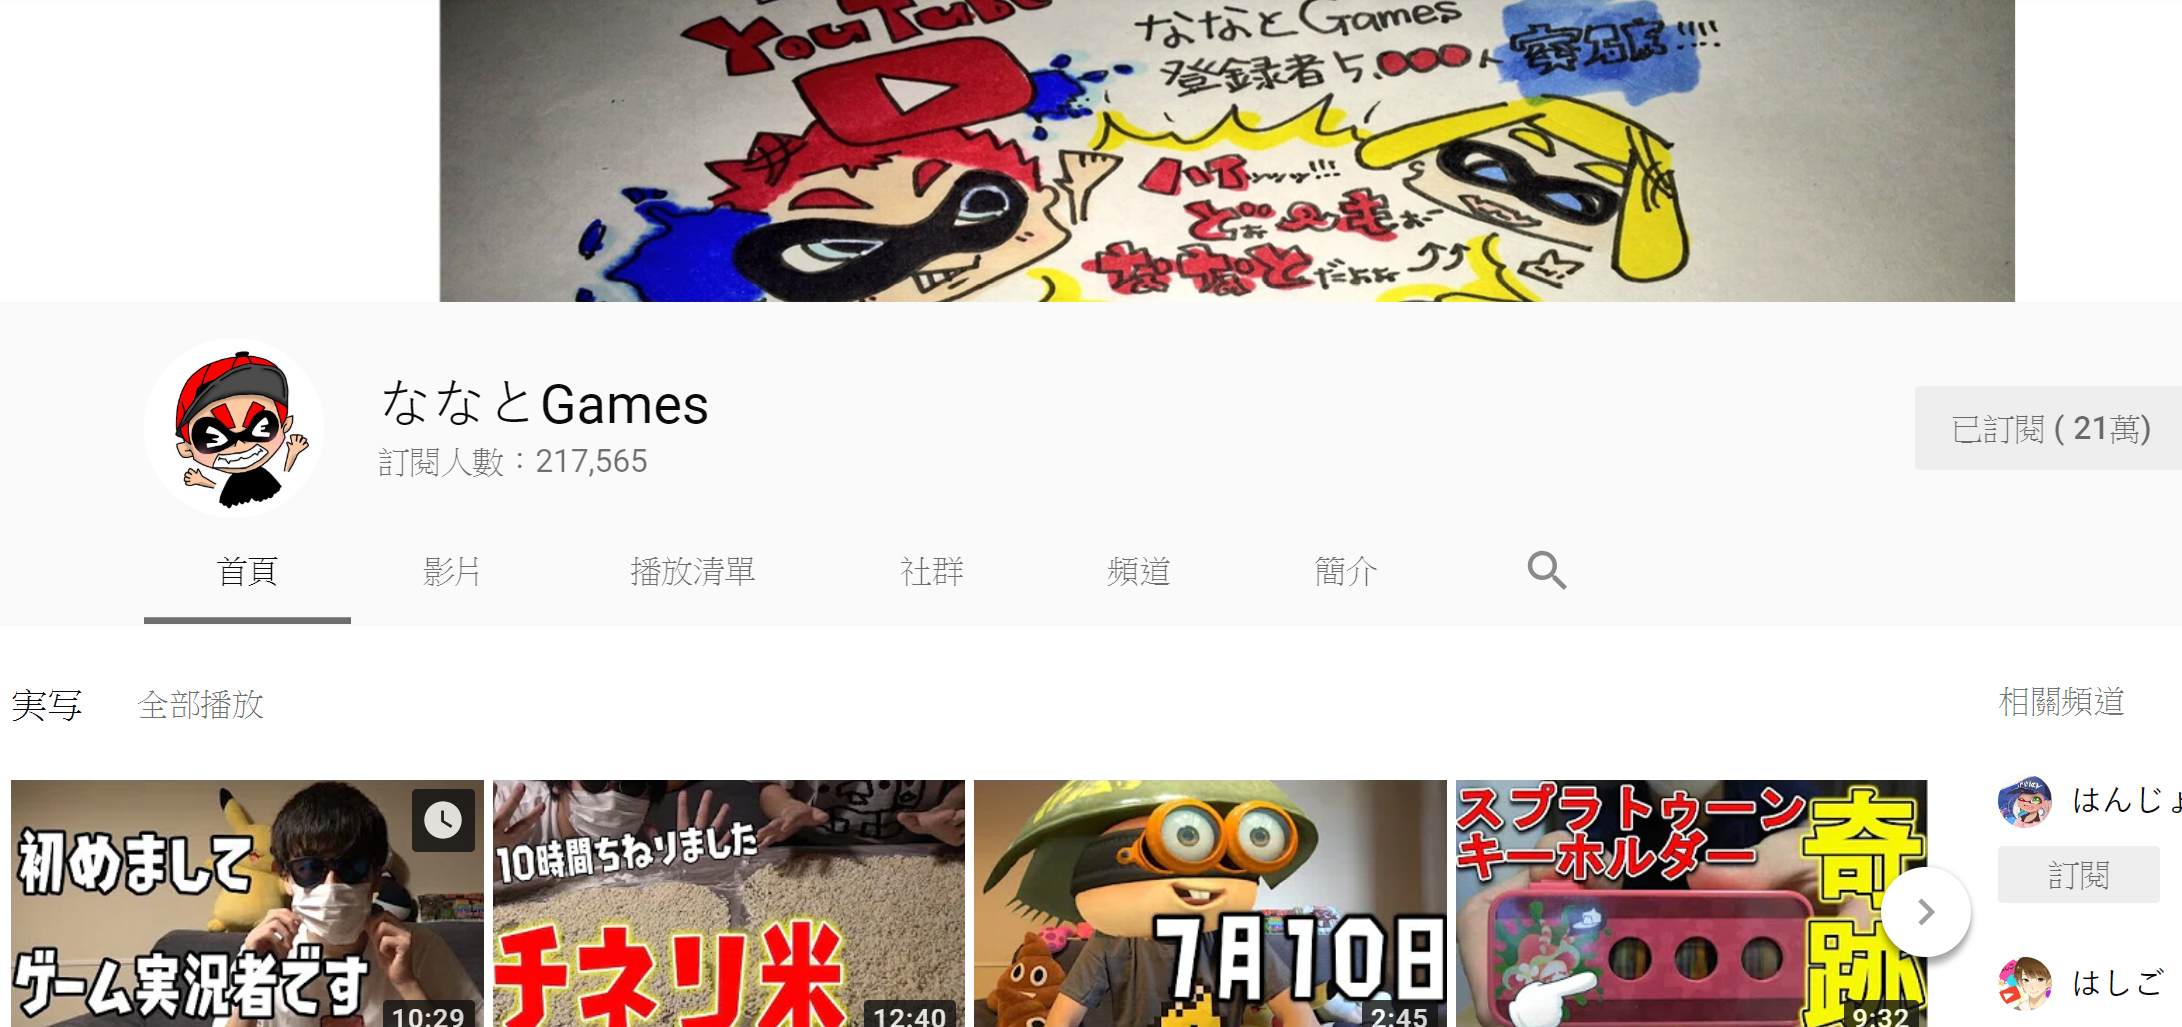 YouTube
ななとGames
登録者5,000人 突破!!!!
ハイッッッ!!!
どぉーもぉー
ななとだよぉ
ななとGames
訂閱人數：217,565
已訂閱 ( 21萬)
首頁
影片
播放清單
社群
頻道
簡介
実写
全部播放
相關頻道
初めまして
ゲーム実況者です
10:29
10時間ちねりました
チネリ米
12:40
7月10日
2:45
スプラトゥーン
キーホルダー
奇跡
9:32
はんじょ
訂閱
はしご